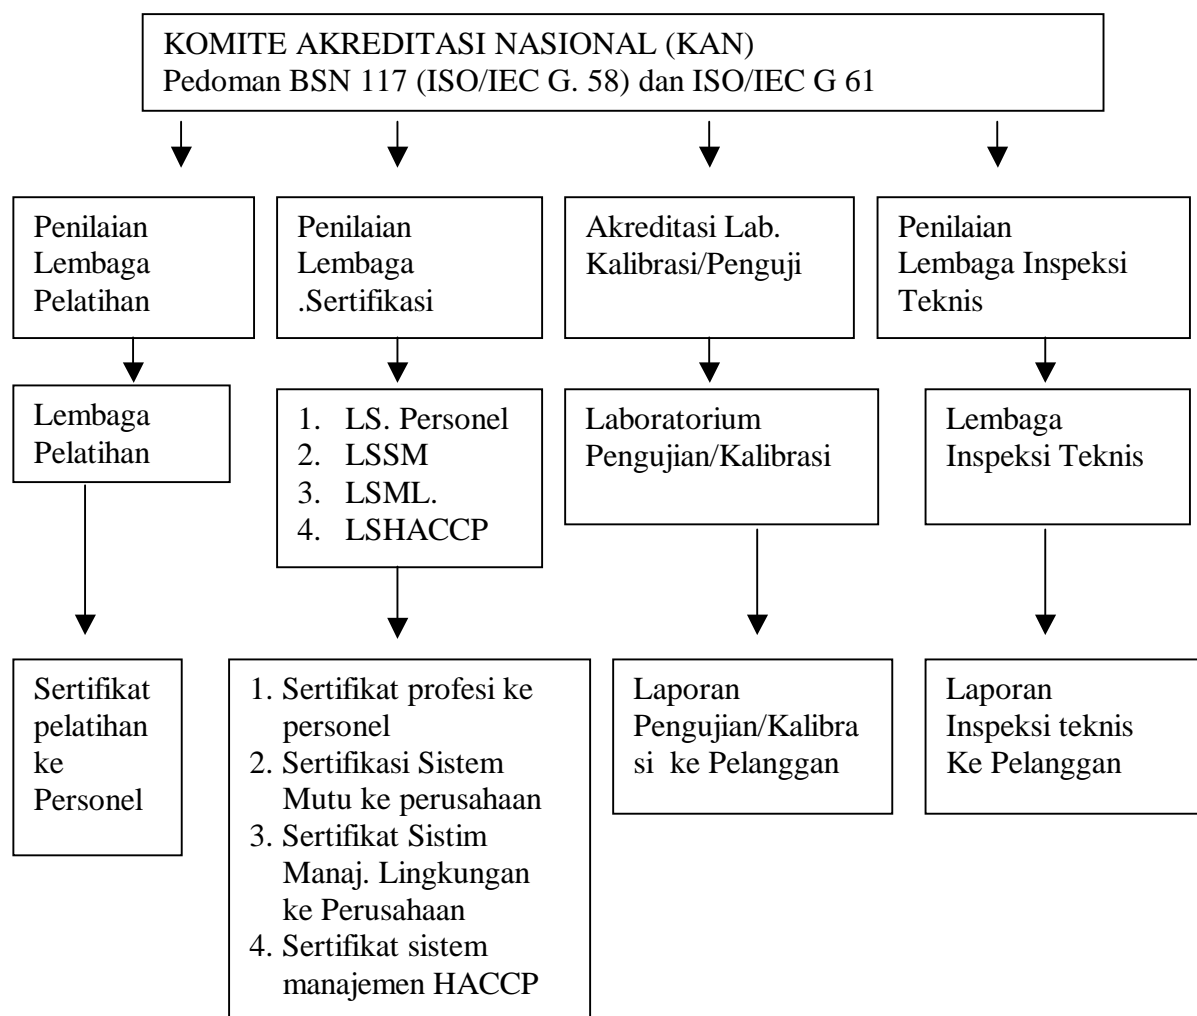 KOMITE AKREDITASI NASIONAL (KAN)
Pedoman BSN 117 (ISO/IEC G. 58) dan ISO/IEC G 61
Penilaian
Lembaga
Pelatihan
Penilaian
Lembaga
.Sertifikasi
Akreditasi Lab.
Kalibrasi/Penguji
Penilaian
Lembaga Inspeksi
Teknis
Lembaga
Pelatihan
1. LS. Personel
2. LSSM
3. LSML.
4. LSHACCP
Laboratorium
Pengujian/Kalibrasi
Lembaga
Inspeksi Teknis
Sertifikat
pelatihan
ke
Personel
1. Sertifikat profesi ke
personel
2. Sertifikasi Sistem
Mutu ke perusahaan
3. Sertifikat Sistim
Manaj. Lingkungan
ke Perusahaan
4. Sertifikat sistem
manajemen HACCP
Laporan
Pengujian/Kalibra
si ke Pelanggan
Laporan
Inspeksi teknis
Ke Pelanggan